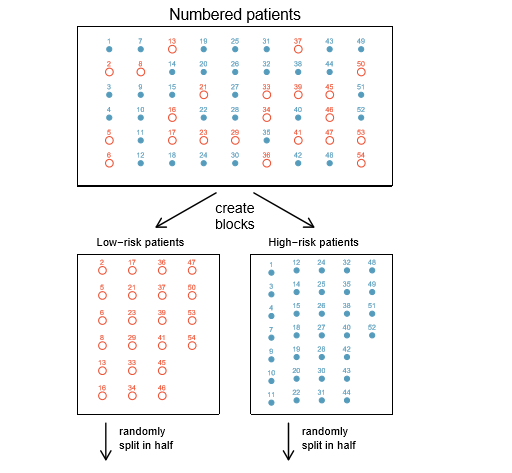 Numbered patients
1 7 13 19 25 31 37 43 49
2 8 14 20 26 32 38 44 50
3 9 15 21 27 33 39 45 51
4 10 16 22 28 34 40 46 52
5 11 17 23 29 35 41 47 53
6 12 18 24 30 36 42 48 54
create
blocks
Low−risk patients
2 17 36 47
5 21 37 50
6 23 39 53
8 29 41 54
13 33 45
16 34 46
High−risk patients
1 12 24 32 48
3 14 25 35 49
4 15 26 38 51
7 18 27 40 52
9 19 28 42
10 20 30 43
11 22 31 44
randomly
split in half
randomly
split in half